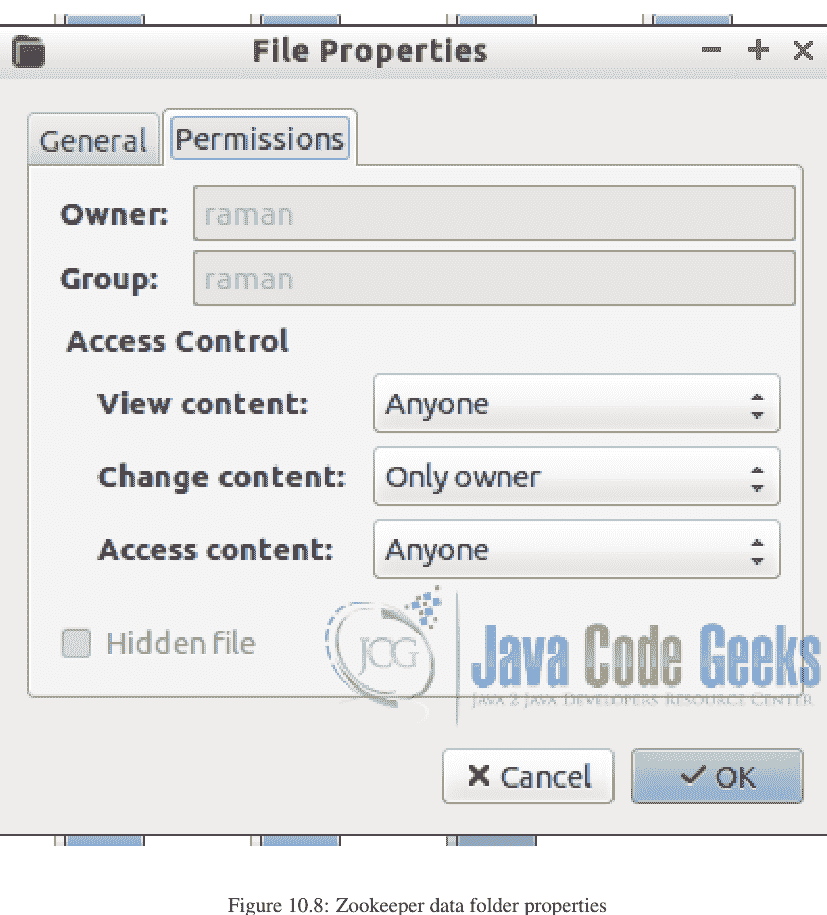 File Properties
General Permissions
Owner: raman
Group: raman
Access Control
View content: Anyone
Change content: Only owner
Access content: Anyone
Hidden file
JCG Java Code Geeks
JAVA 2 JAVA DEVELOPERS RESOURCE CENTER
Cancel OK
Figure 10.8: Zookeeper data folder properties